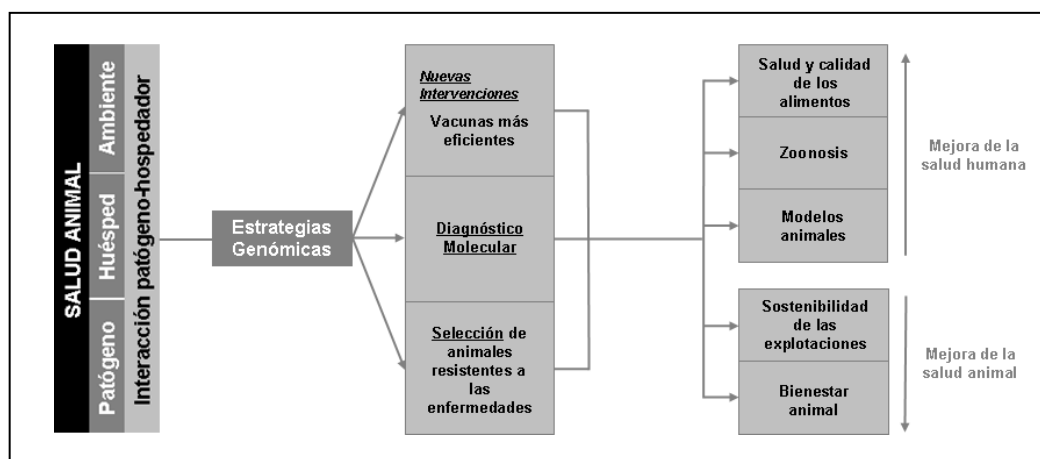 SALUD ANIMAL
Ambiente
Huésped
Patógeno
Interacción patógeno-hospedador
Estrategias
Genómicas
Nuevas
Intervenciones
Vacunas más
eficientes
Diagnóstico
Molecular
Selección de
animales
resistentes a
las
enfermedades
Salud y calidad
de los
alimentos
Zoonosis
Modelos
animales
Mejora de la
salud humana
Sostenibilidad
de las
explotaciones
Bienestar
animal
Mejora de la
salud animal